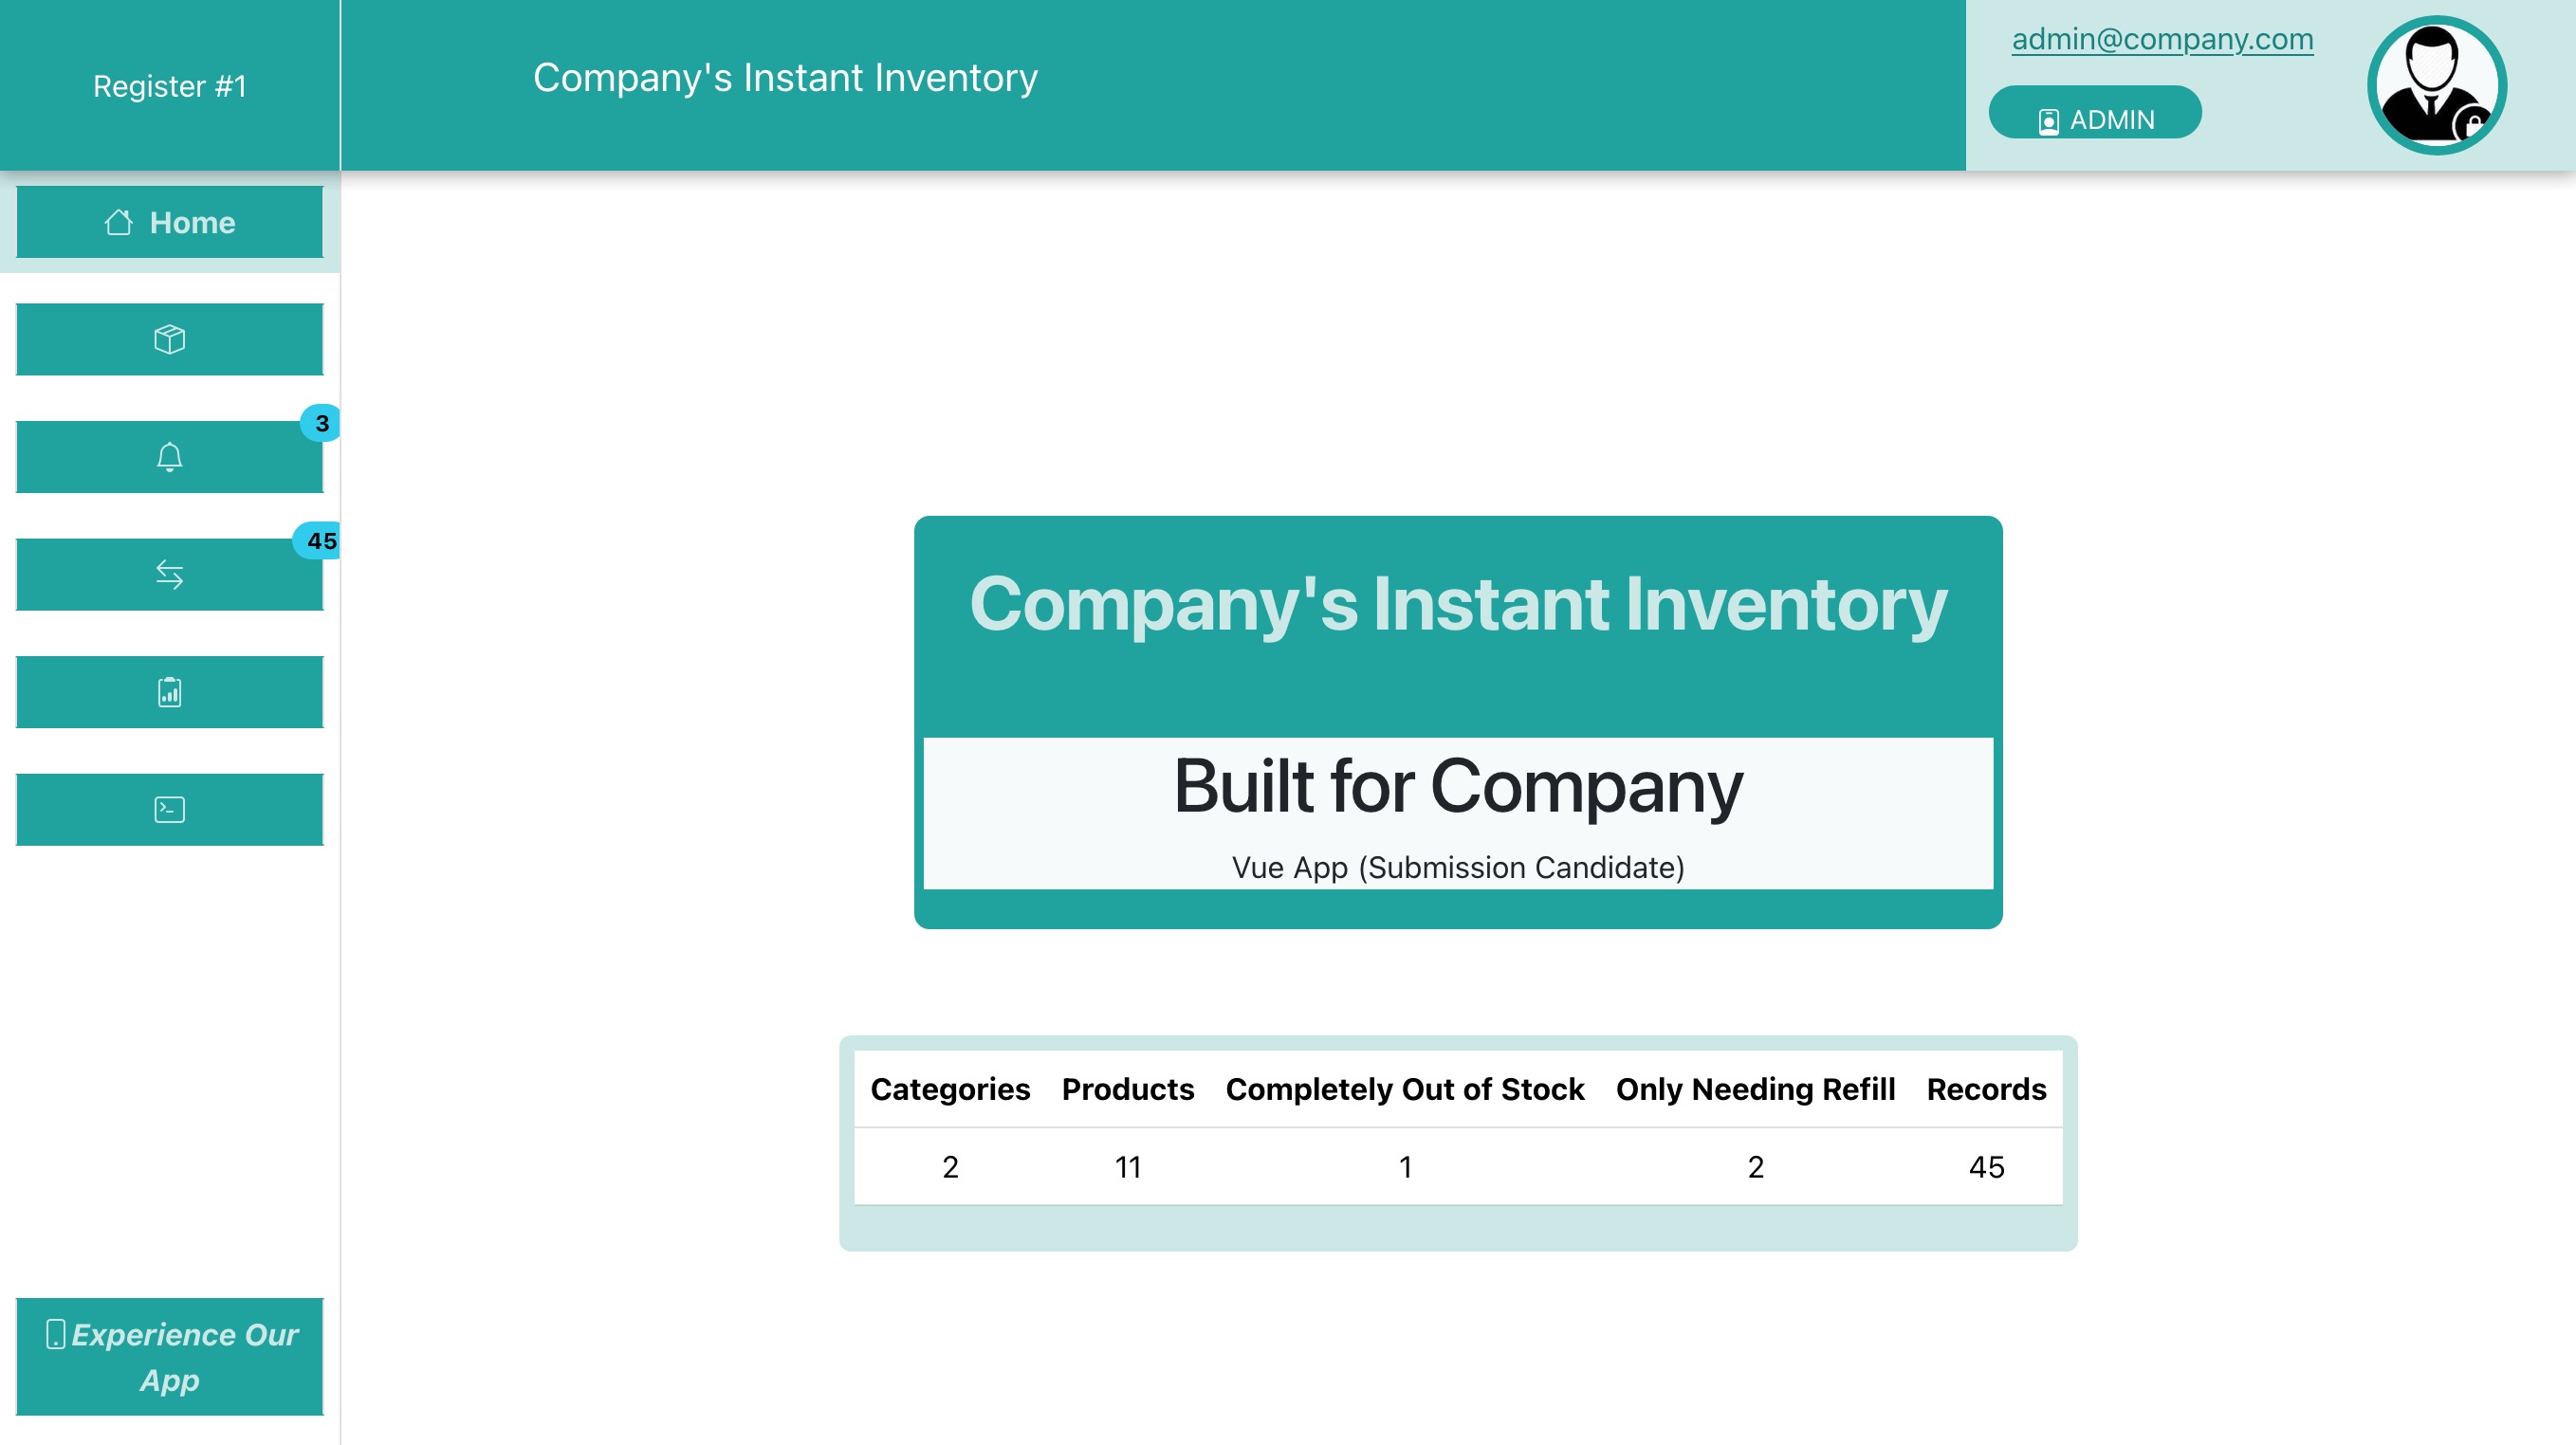 Register #1
Company's Instant Inventory
admin@company.com
ADMIN
Home
3
45
Experience Our
App
Company's Instant Inventory
Built for Company
Vue App (Submission Candidate)
Categories Products Completely Out of Stock Only Needing Refill Records
2 11 1 2 45